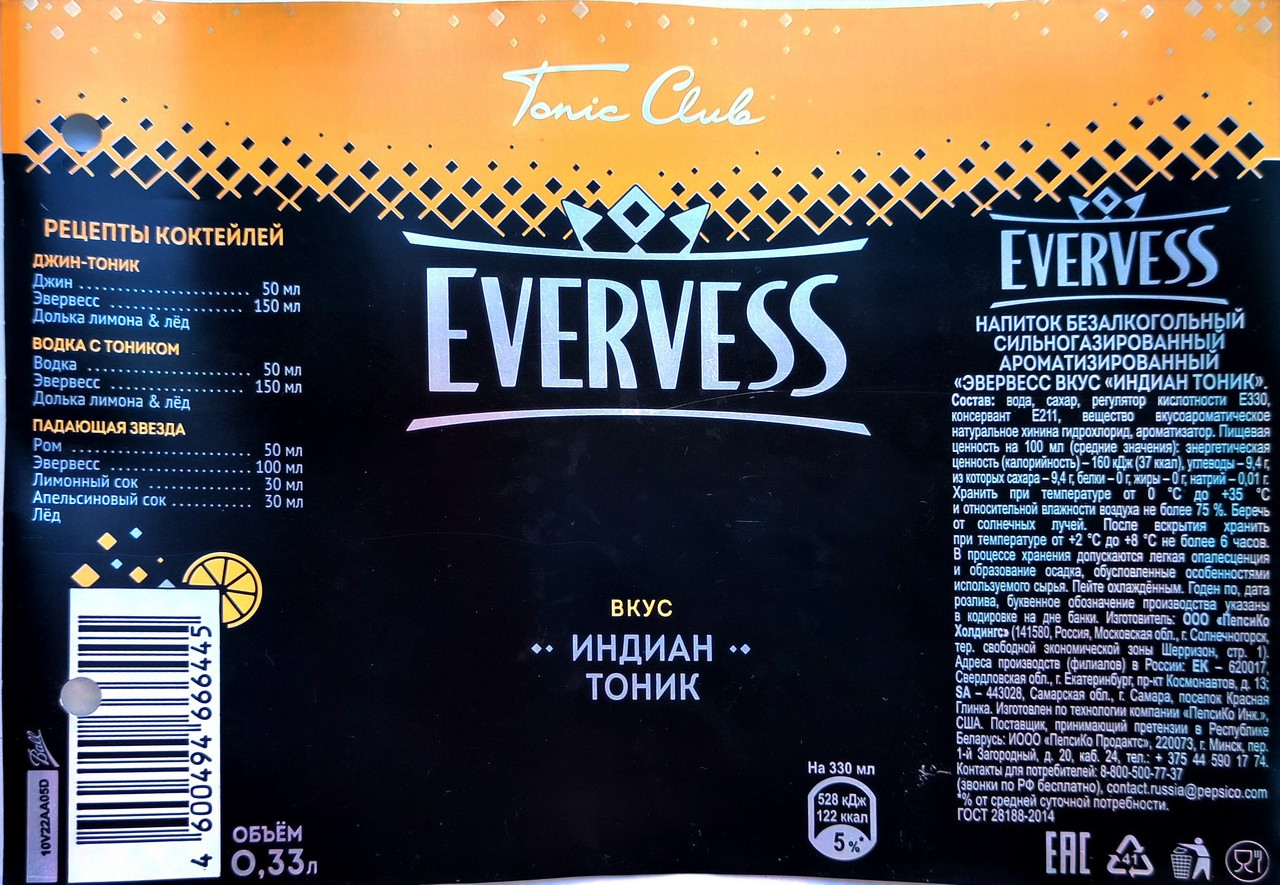 Tonic Club
РЕЦЕПТЫ КОКТЕЙЛЕЙ
ДЖИН-ТОНИК
Джин ........................ 50 мл
Эвервесс ........................ 150 мл
Долька лимона & лёд
ВОДКА С ТОНИКОМ
Водка ........................ 50 мл
Эвервесс ........................ 150 мл
Долька лимона & лёд
ПАДАЮЩАЯ ЗВЕЗДА
Ром ........................ 50 мл
Эвервесс ........................ 100 мл
Лимонный сок ................ 30 мл
Апельсиновый сок ........... 30 мл
Лёд
4 600494 666445
Ball
10V22AA05D
ОБЪЁМ
0,33л
EVERVESS
ВКУС
ИНДИАН
ТОНИК
На 330 мл
528 кДж
122 ккал
5%*
EVERVESS
НАПИТОК БЕЗАЛКОГОЛЬНЫЙ
СИЛЬНОГАЗИРОВАННЫЙ
АРОМАТИЗИРОВАННЫЙ
«ЭВЕРВЕСС ВКУС «ИНДИАН ТОНИК».
Состав: вода, сахар, регулятор кислотности Е330,
консервант Е211, вещество вкусоароматическое
натуральное хинина гидрохлорид, ароматизатор. Пищевая
ценность на 100 мл (средние значения): энергетическая
ценность (калорийность) – 160 кДж (37 ккал), углеводы – 9,4 г,
из которых сахара – 9,4 г, белки – 0 г, жиры – 0 г, натрий – 0,01 г.
Хранить при температуре от 0 °С до +35 °С
и относительной влажности воздуха не более 75 %. Беречь
от солнечных лучей. После вскрытия хранить
при температуре от +2 °С до +8 °С не более 6 часов.
В процессе хранения допускаются легкая опалесценция
и образование осадка, обусловленные особенностями
используемого сырья. Пейте охлаждённым. Годен по, дата
розлива, буквенное обозначение производства указаны
в кодировке на дне банки. Изготовитель: ООО «ПепсиКо
Холдингс» (141580, Россия, Московская обл., г. Солнечногорск,
тер. свободной экономической зоны Шерризон, стр. 1).
Адреса производств (филиалов) в России: EK – 620017,
Свердловская обл., г. Екатеринбург, пр-кт Космонавтов, д. 13;
SA – 443028, Самарская обл., г. Самара, поселок Красная
Глинка. Изготовлен по технологии компании «ПепсиКо Инк.»,
США. Поставщик, принимающий претензии в Республике
Беларусь: ИООО «ПепсиКо Продактс», 220073, г. Минск, пер.
1-й Загородный, д. 20, каб. 24, тел.: + 375 44 590 17 74.
Контакты для потребителей: 8-800-500-77-37
(звонки по РФ бесплатно), contact.russia@pepsico.com
*% от средней суточной потребности.
ГОСТ 28188-2014
EAC
41